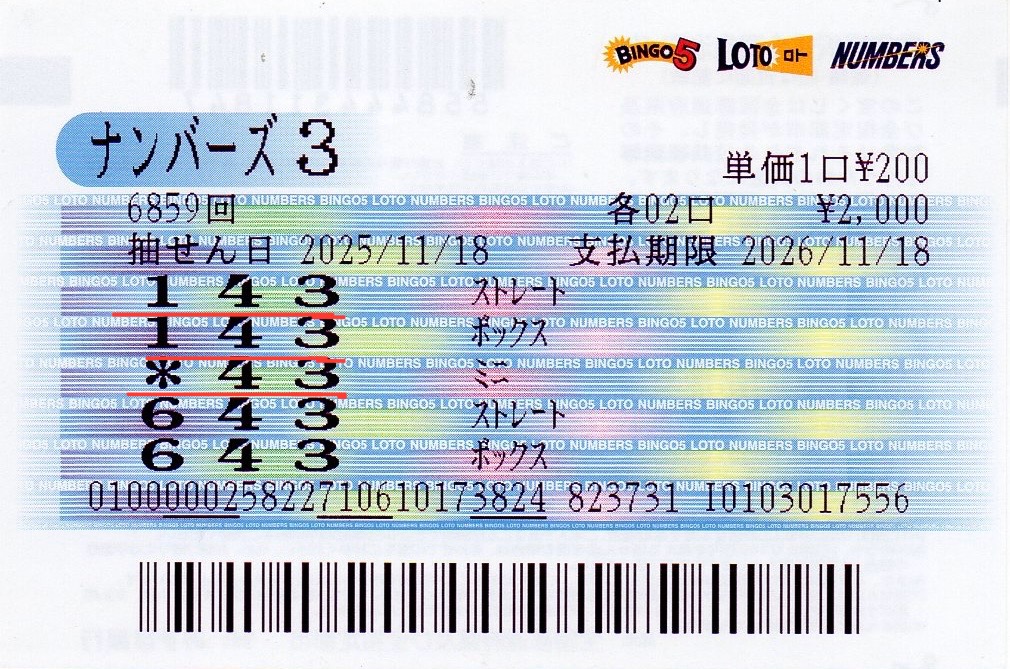 BINGO5 LOTO ロト NUMBERS
ナンバーズ3
単価1口¥200
6859回 各02口 ¥2,000
抽せん日 2025/11/18 支払期限 2026/11/18
1 4 3 ストレート
1 4 3 ボックス
* 4 3 ミニ
6 4 3 ストレート
6 4 3 ボックス
0100000258227106101738​24 823731 I0103017556